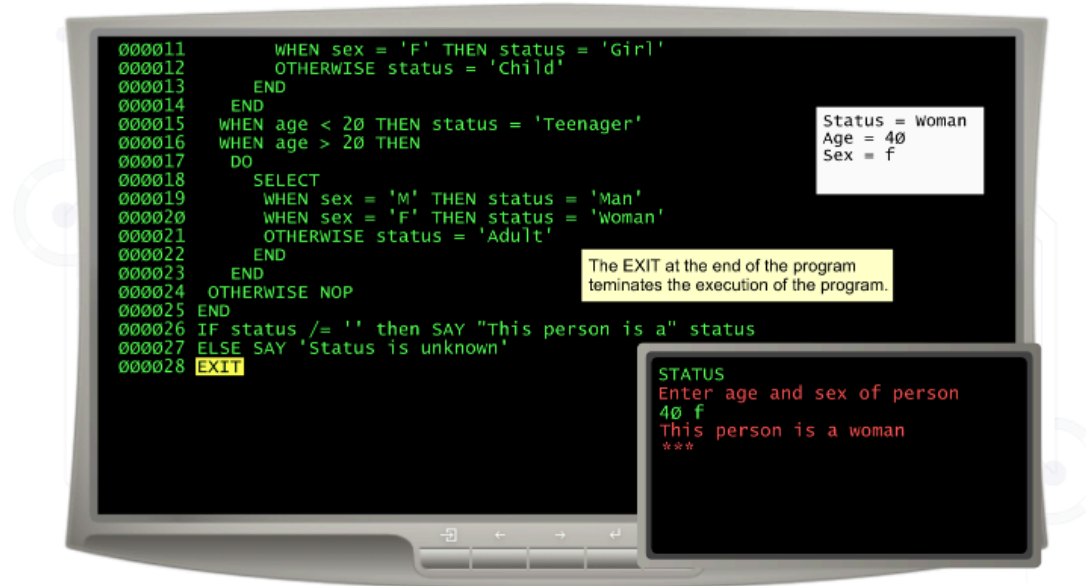 000011 WHEN sex = 'F' THEN status = 'Girl'
000012 OTHERWISE status = 'Child'
000013 END
000014 END
000015 WHEN age < 20 THEN status = 'Teenager'
000016 WHEN age > 20 THEN
000017 DO
000018 SELECT
000019 WHEN sex = 'M' THEN status = 'Man'
000020 WHEN sex = 'F' THEN status = 'Woman'
000021 OTHERWISE status = 'Adult'
000022 END
000023 END
000024 OTHERWISE NOP
000025 END
000026 IF status /= '' then SAY "This person is a" status
000027 ELSE SAY 'Status is unknown'
000028 EXIT
Status = Woman
Age = 40
Sex = f
The EXIT at the end of the program
teminates the execution of the program.
STATUS
Enter age and sex of person
40 f
This person is a woman
***